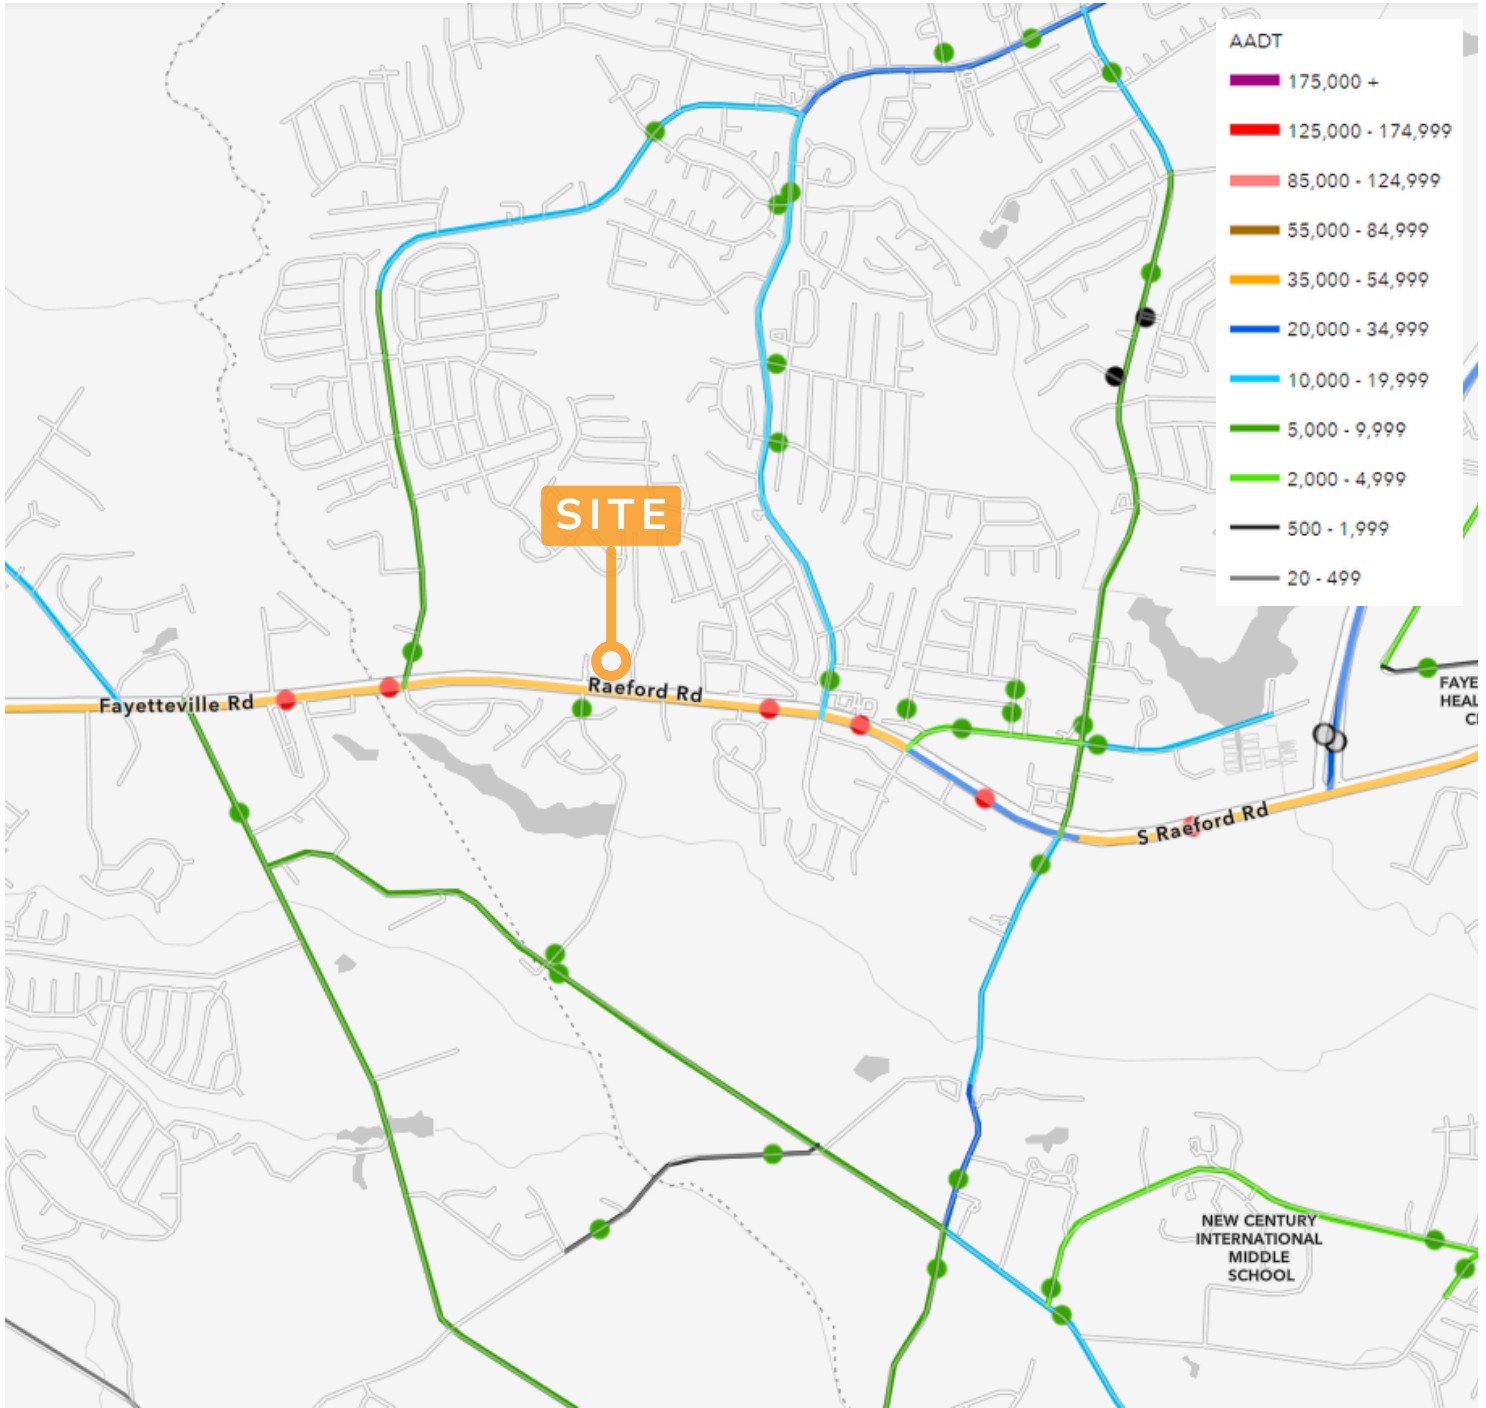 AADT
175,000 +
125,000 - 174,999
85,000 - 124,999
55,000 - 84,999
35,000 - 54,999
20,000 - 34,999
10,000 - 19,999
5,000 - 9,999
2,000 - 4,999
500 - 1,999
20 - 499
SITE
Raeford Rd
Fayetteville Rd
FAYE
HEAL
C
S Raeford Rd
NEW CENTURY
INTERNATIONAL
MIDDLE
SCHOOL